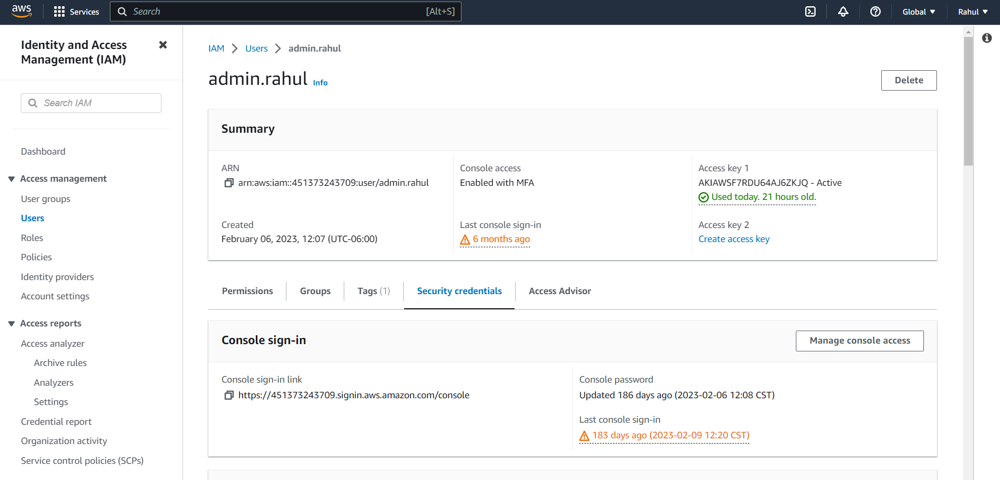 aws
Services
Search
[Alt+S]
Global
Rahul
Identity and Access
Management (IAM)
Search IAM
Dashboard
Access management
User groups
Users
Roles
Policies
Identity providers
Account settings
Access reports
Access analyzer
Archive rules
Analyzers
Settings
Credential report
Organization activity
Service control policies (SCPs)
IAM
Users
admin.rahul
admin.rahul Info
Delete
Summary
ARN
arn:aws:iam::451373243709:user/admin.rahul
Console access
Enabled with MFA
Access key 1
AKIAWSF7RDU64AJ6ZKJQ - Active
Used today. 21 hours old.
Created
February 06, 2023, 12:07 (UTC-06:00)
Last console sign-in
6 months ago
Access key 2
Create access key
Permissions
Groups
Tags (1)
Security credentials
Access Advisor
Console sign-in
Manage console access
Console sign-in link
https://451373243709.signin.aws.amazon.com/console
Console password
Updated 186 days ago (2023-02-06 12:08 CST)
Last console sign-in
183 days ago (2023-02-09 12:20 CST)